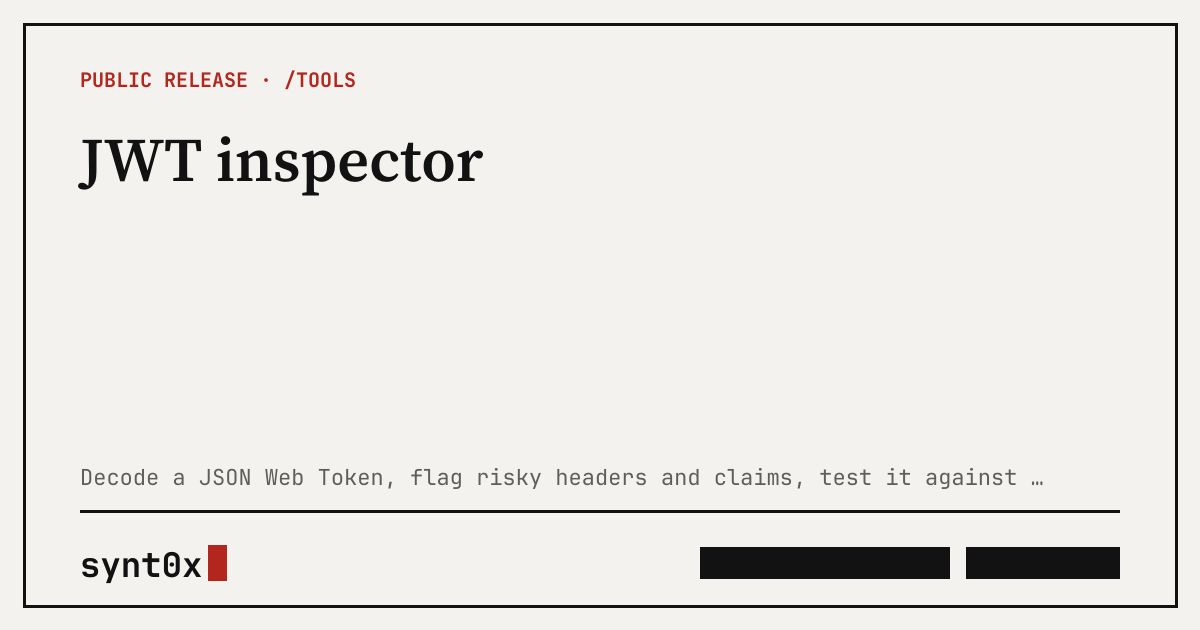 PUBLIC RELEASE · /TOOLS
JWT inspector
Decode a JSON Web Token, flag risky headers and claims, test it against …
synt0x